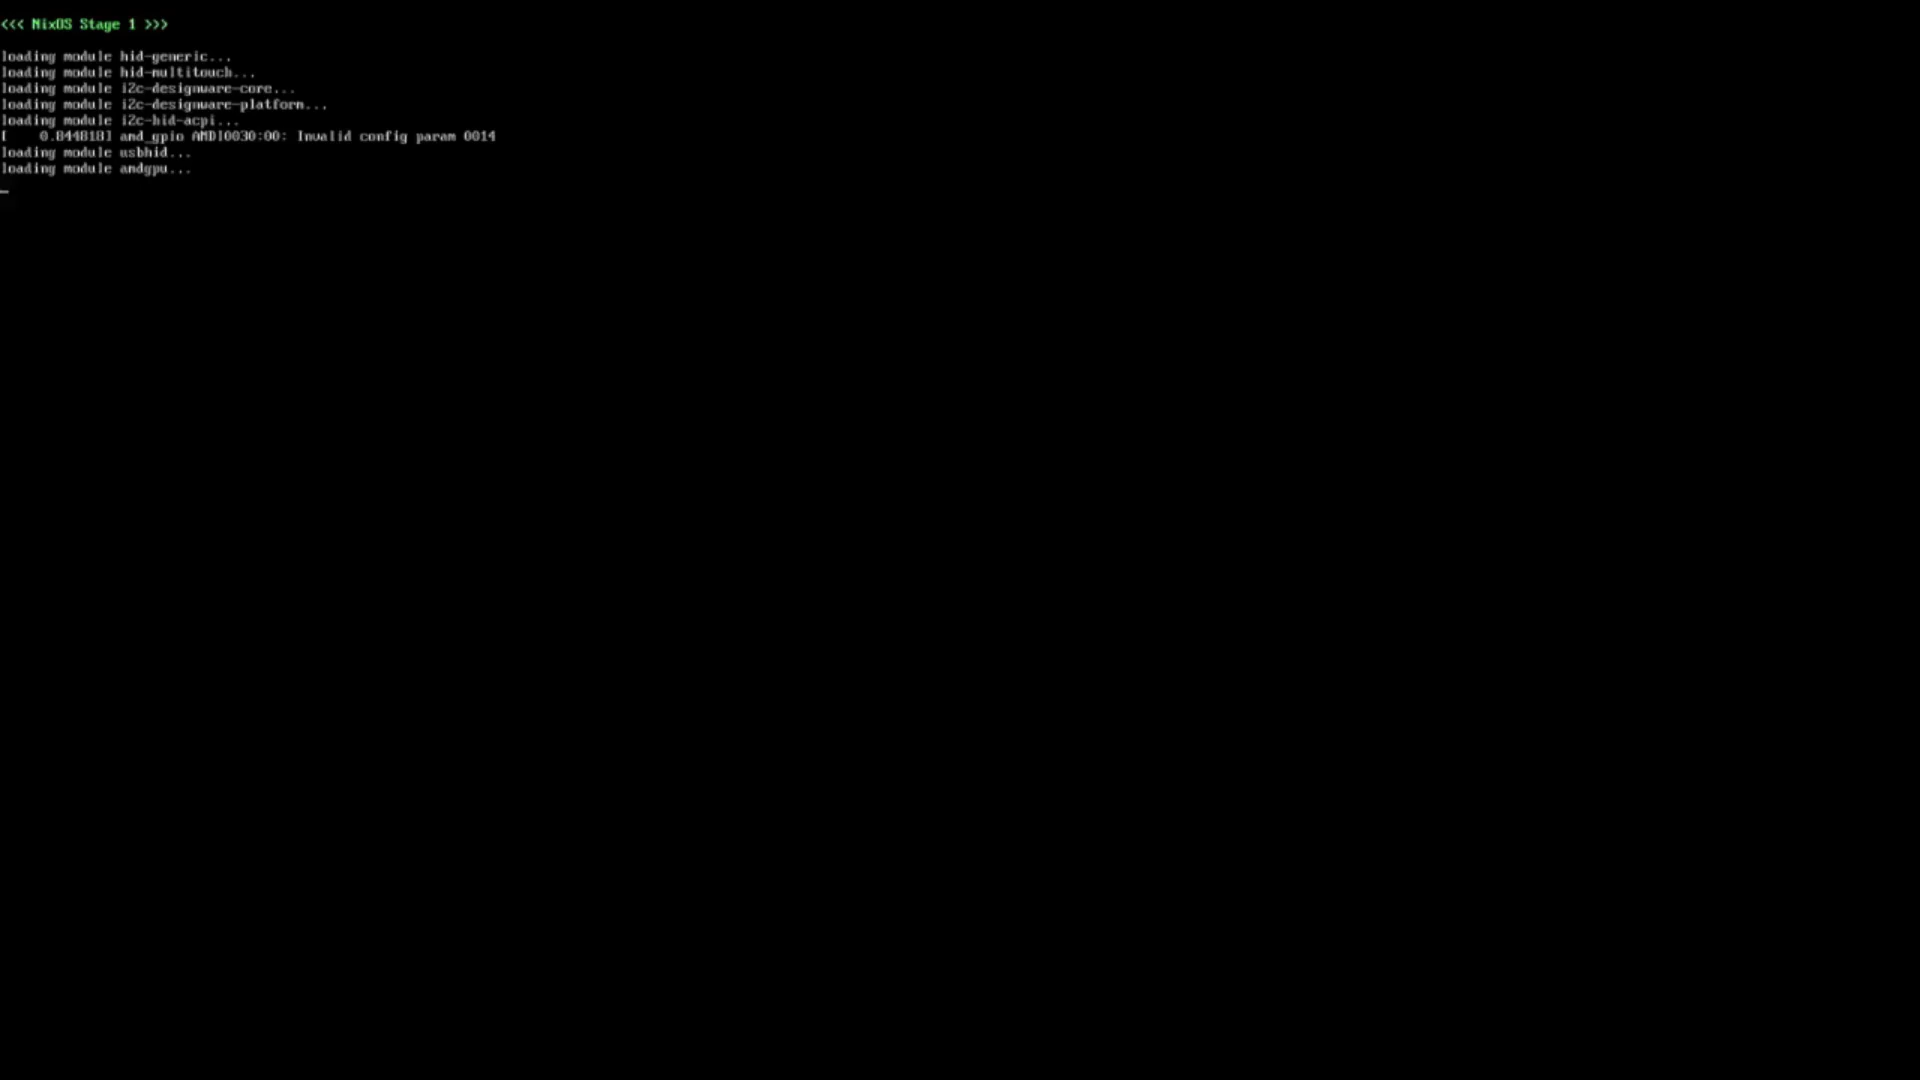 <<< NixOS Stage 1 >>>
loading module hid-generic...
loading module hid-multitouch...
loading module i2c-designware-core...
loading module i2c-designware-platform...
loading module i2c-hid-acpi...
[    0.844818] amd_gpio AMDI0030:00: Invalid config param 0014
loading module usbhid...
loading module amdgpu...